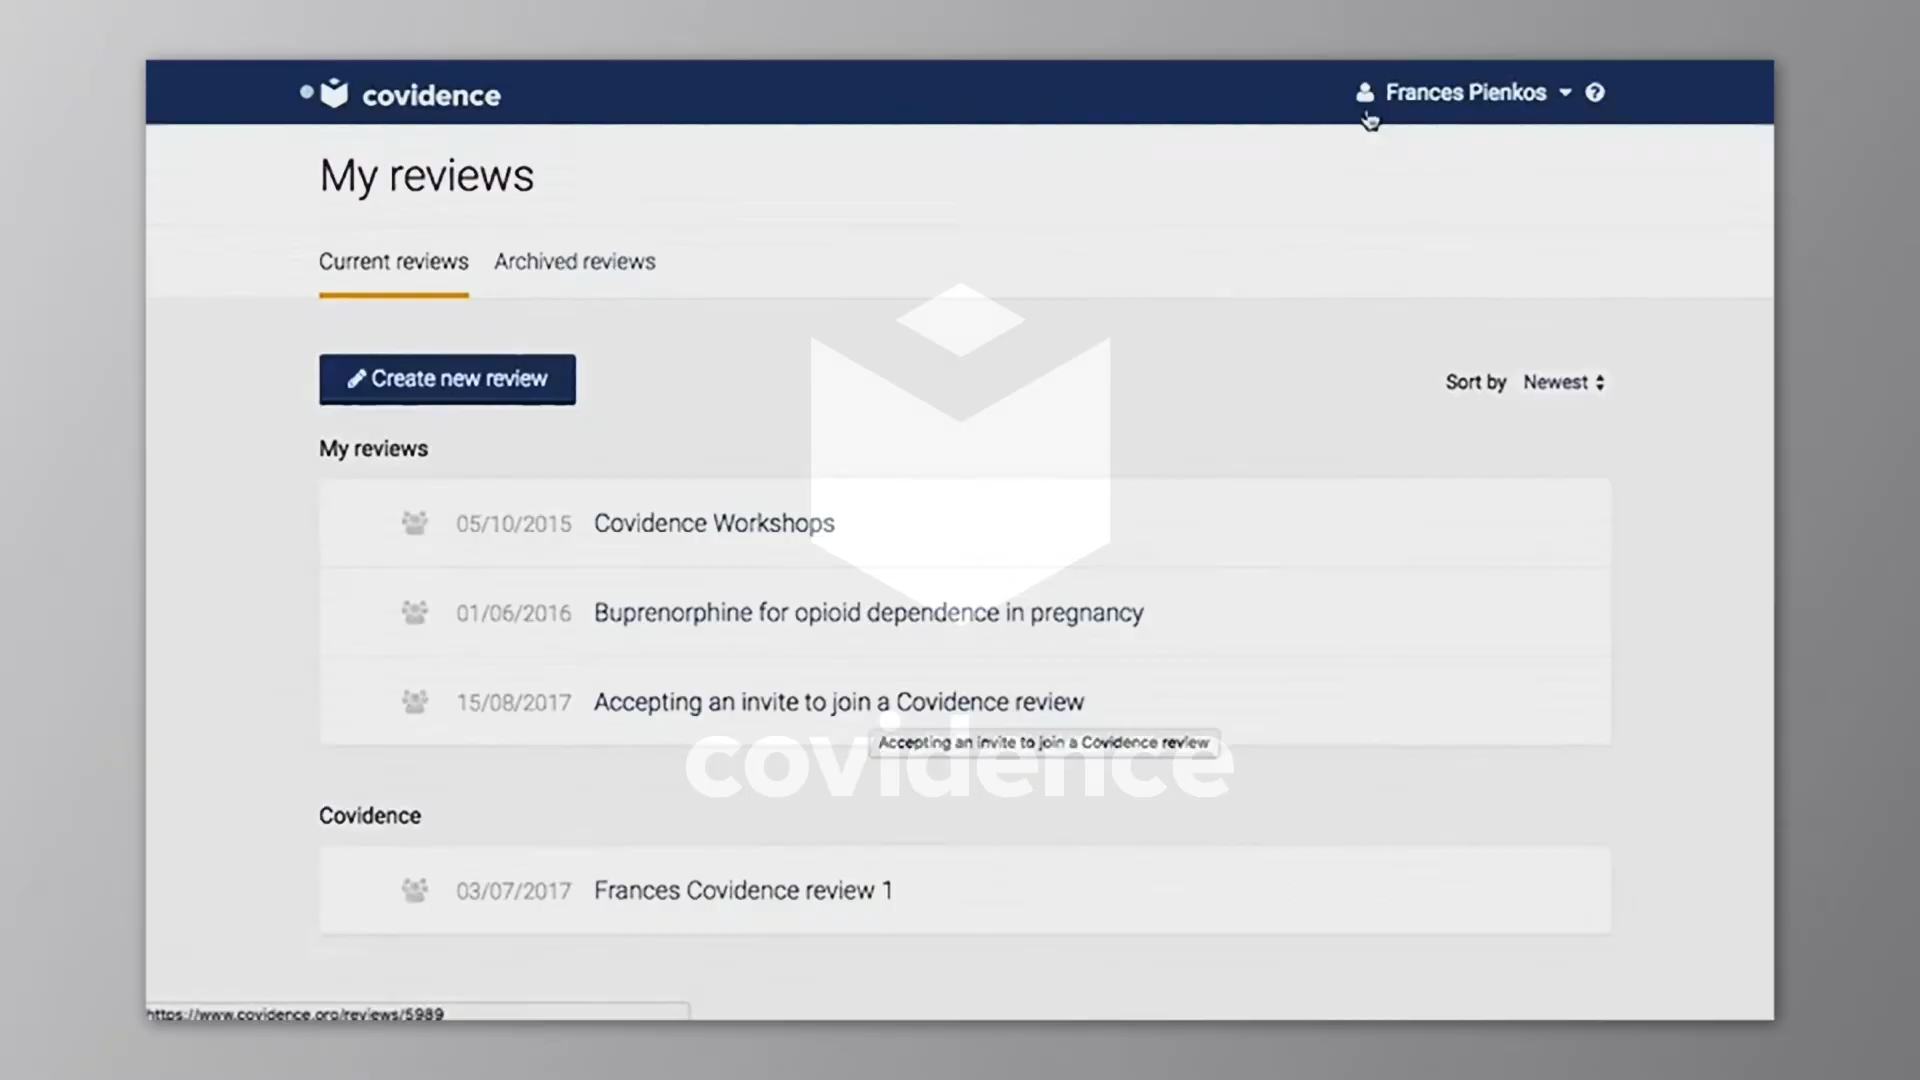 covidence
Frances Pienkos
My reviews
Current reviews
Archived reviews
Create new review
Sort by Newest
My reviews
05/10/2015 Covidence Workshops
01/06/2016 Buprenorphine for opioid dependence in pregnancy
15/08/2017 Accepting an invite to join a Covidence review
Accepting an invite to join a Covidence review
covidence
Covidence
03/07/2017 Frances Covidence review 1
https://www.covidence.org/reviews/5989